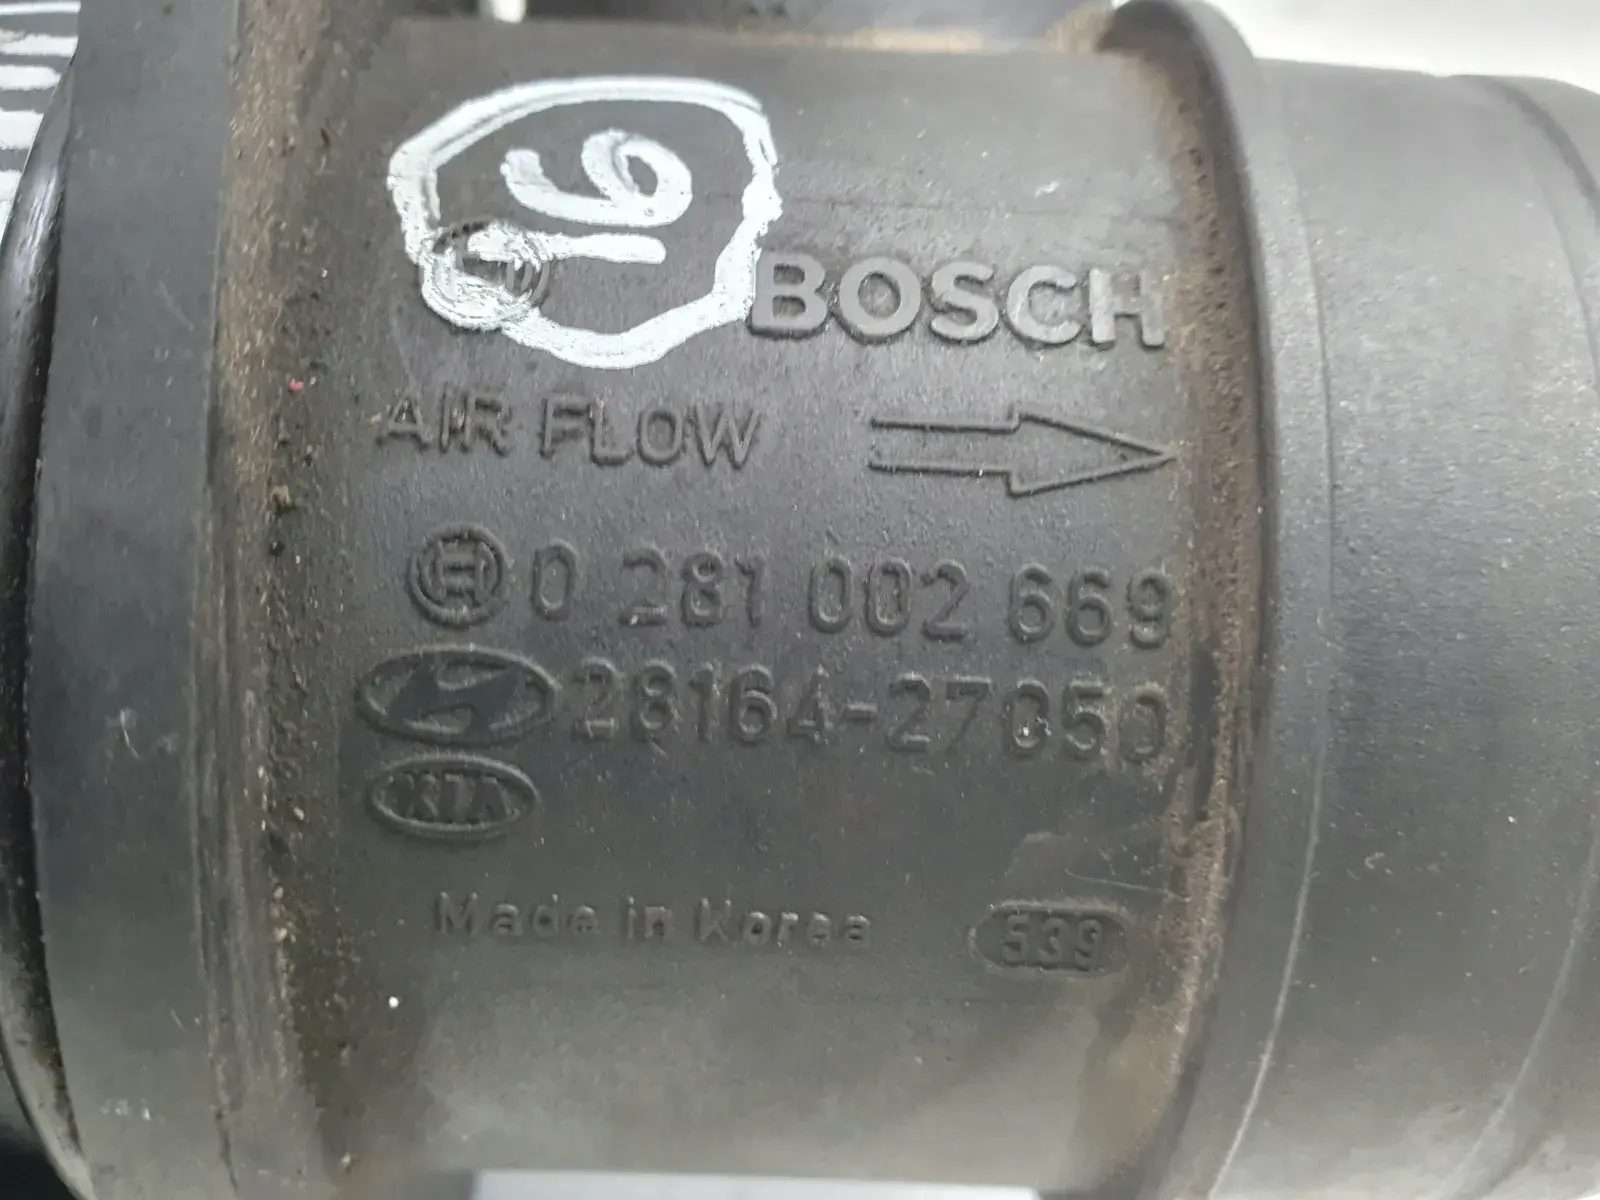 16
BOSCH
AIR FLOW
0 281 002 669
28164-27050
KIA
Made in Korea 539